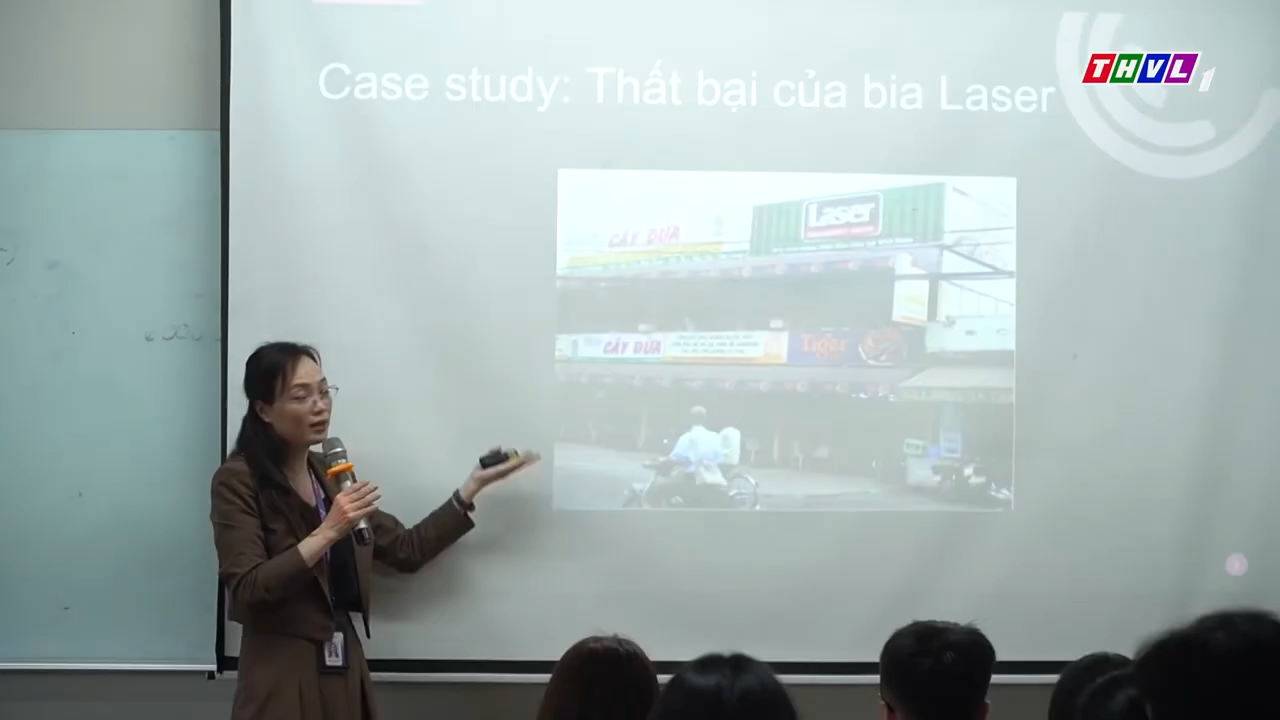 THVL1
Case study: Thất bại của bia Laser
Laser
CÂY DỪA
CÂY DỪA
Tiger